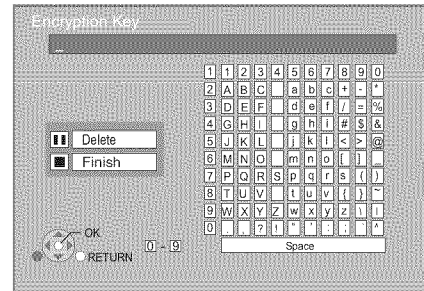 Encryption Key
_
1 1 2 3 4 5 6 7 8 9 0
2 A B C a b c + - *
3 D E F d e f / = %
4 G H I g h i # $ &
5 J K L j k l < > @
6 M N O m n o [ ] _
7 P Q R S p q r s ( )
8 T U V t u v { } ~
9 W X Y Z w x y z \ |
0 . , ? ! " ' : ; ` ^
Space
Delete
Finish
OK
RETURN
0 - 9